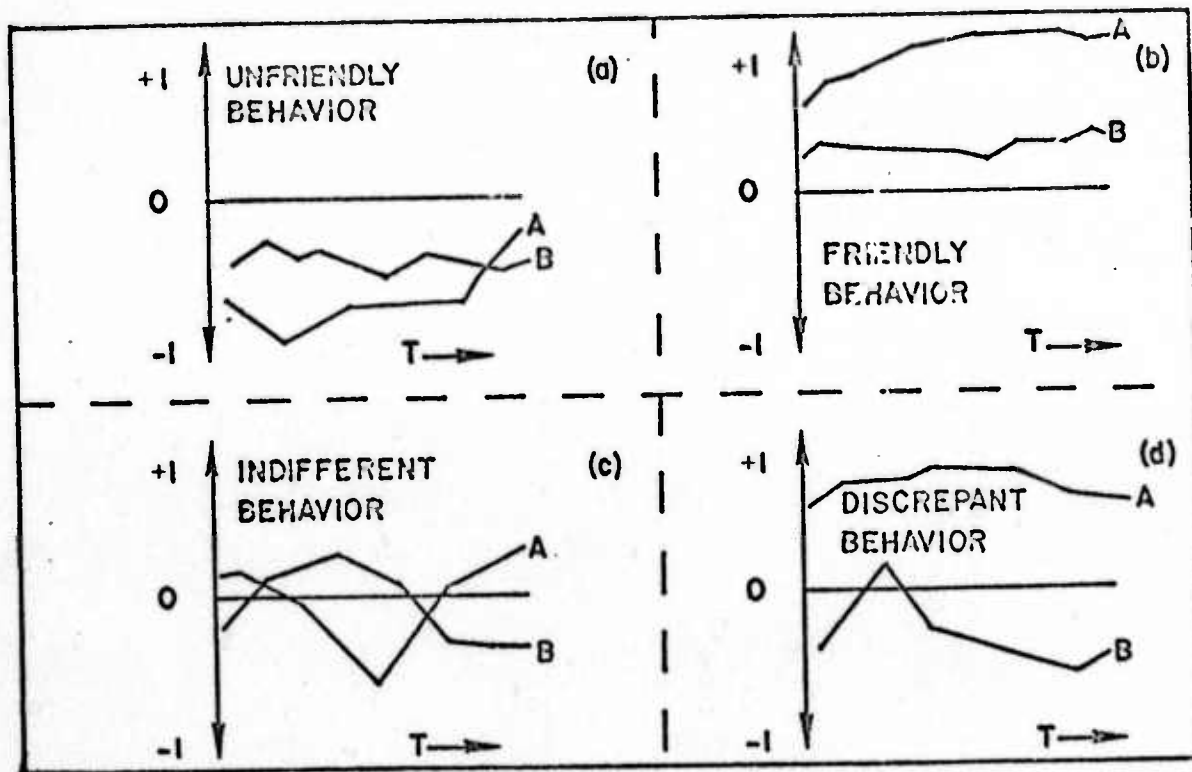 (a)
+1
UNFRIENDLY
BEHAVIOR
0
A
B
-1
T
(b)
+1
A
B
0
FRIENDLY
BEHAVIOR
-1
T
(c)
+1
INDIFFERENT
BEHAVIOR
A
0
B
-1
T
(d)
+1
A
DISCREPANT
BEHAVIOR
0
B
-1
T